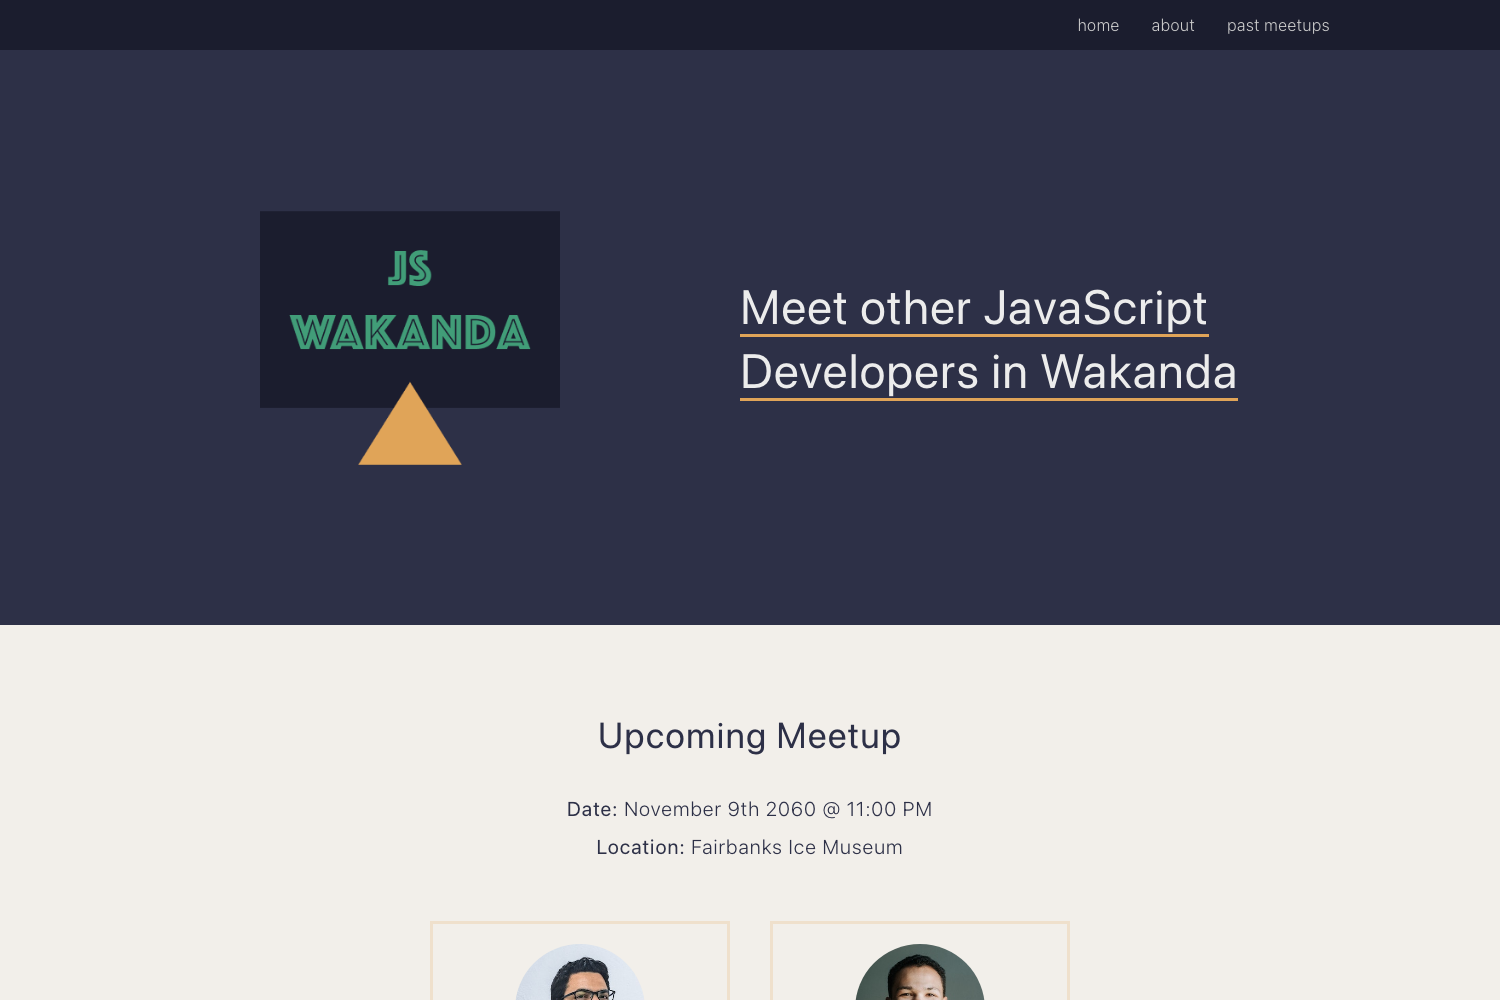 home about past meetups
JS
WAKANDA
Meet other JavaScript
Developers in Wakanda
Upcoming Meetup
Date: November 9th 2060 @ 11:00 PM
Location: Fairbanks Ice Museum